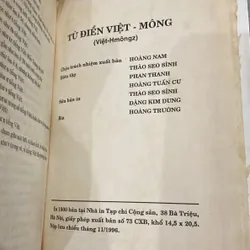 TỪ ĐIỂN VIỆT - MÔNG
(Việt-Hmôngz)
Chịu trách nhiệm xuất bản HOÀNG NAM
Biên tập THÀO SEO SÌNH
PHAN THANH
HOÀNG TUẤN CƯ
Sửa bản in THÀO SEO SÌNH
ĐẶNG KIM DUNG
Bìa HOÀNG TRƯỜNG
In 1000 bản tại Nhà in Tạp chí Cộng sản, 38 Bà Triệu,
Hà Nội, giấy phép xuất bản số 73 CXB, khổ 14,5 x 20,5.
Nộp lưu chiểu tháng 11/1996.